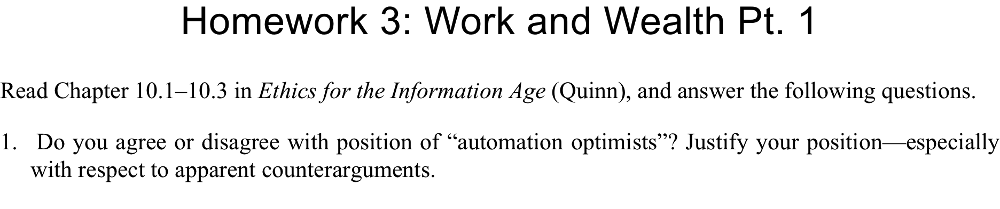 Homework 3: Work and Wealth Pt. 1
Read Chapter 10.1–10.3 in Ethics for the Information Age (Quinn), and answer the following questions.
1. Do you agree or disagree with position of “automation optimists”? Justify your position—especially
with respect to apparent counterarguments.